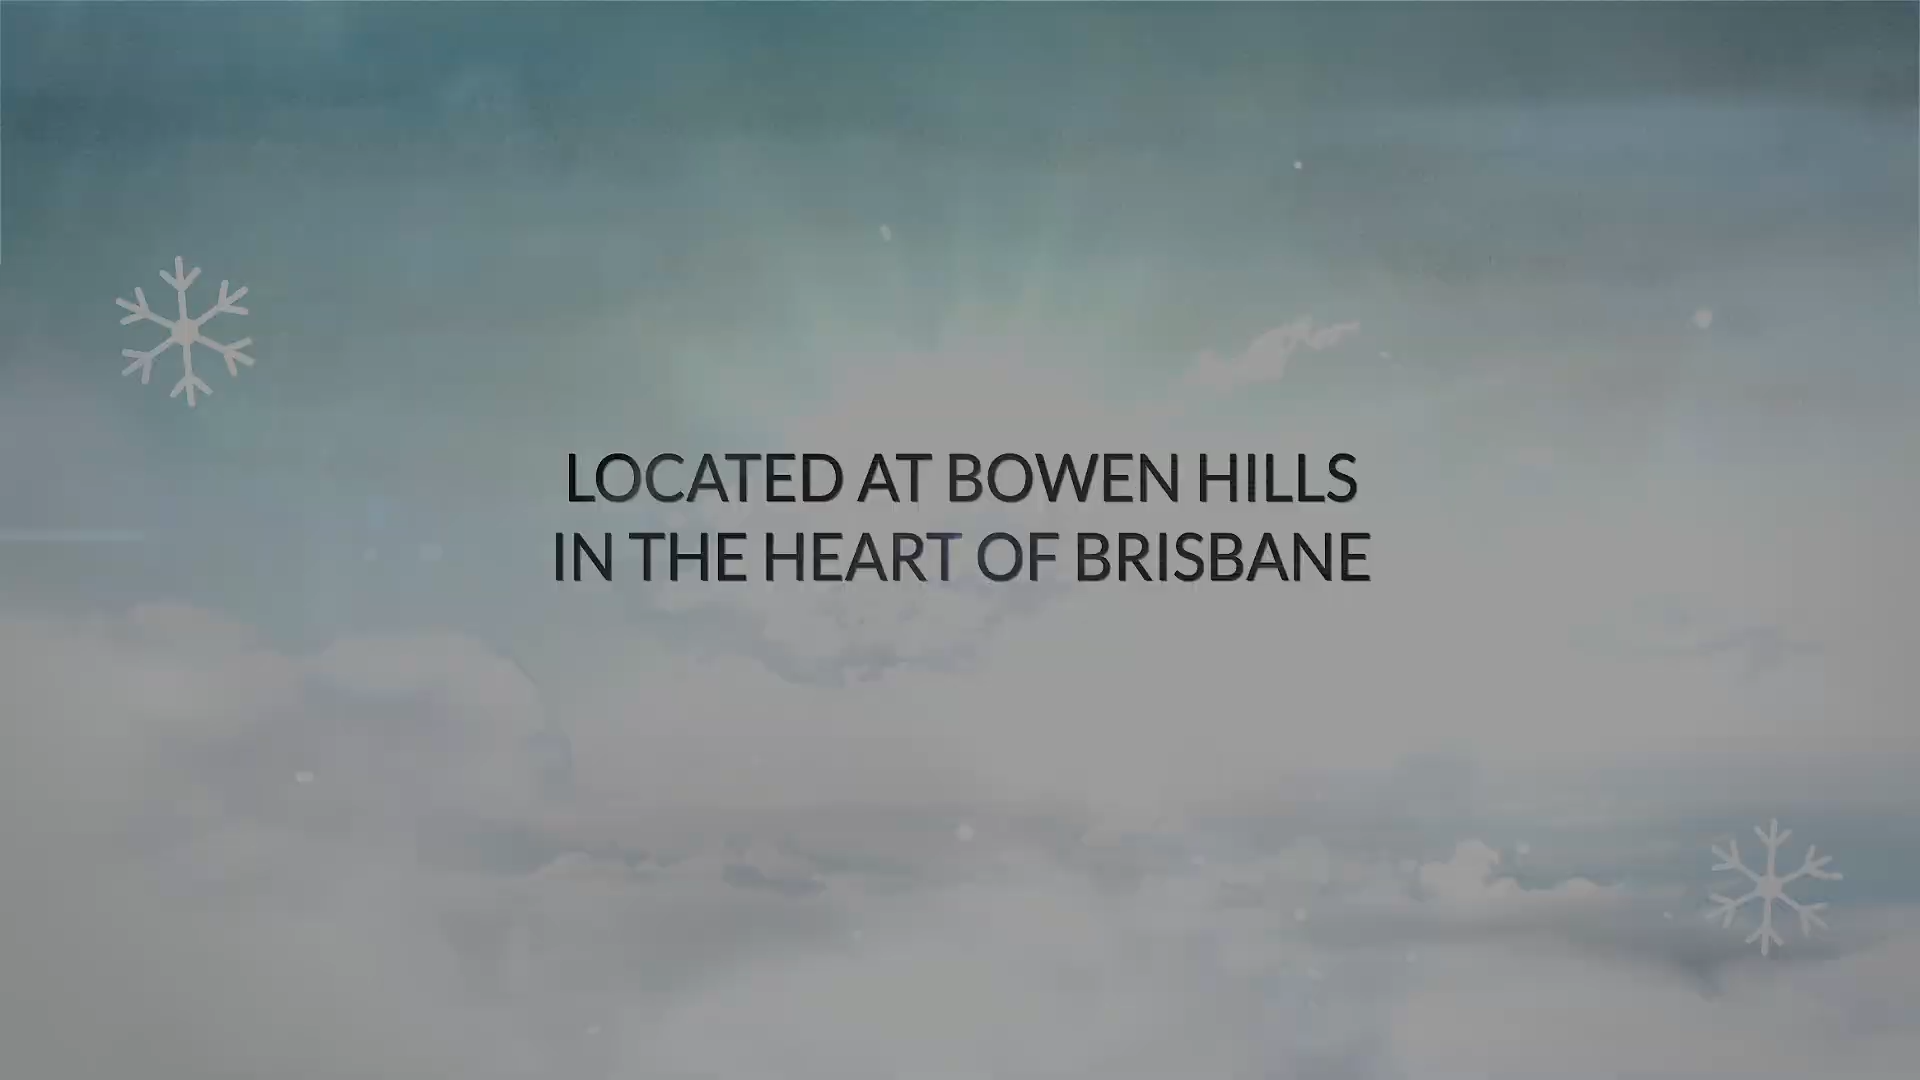 LOCATED AT BOWEN HILLS
IN THE HEART OF BRISBANE